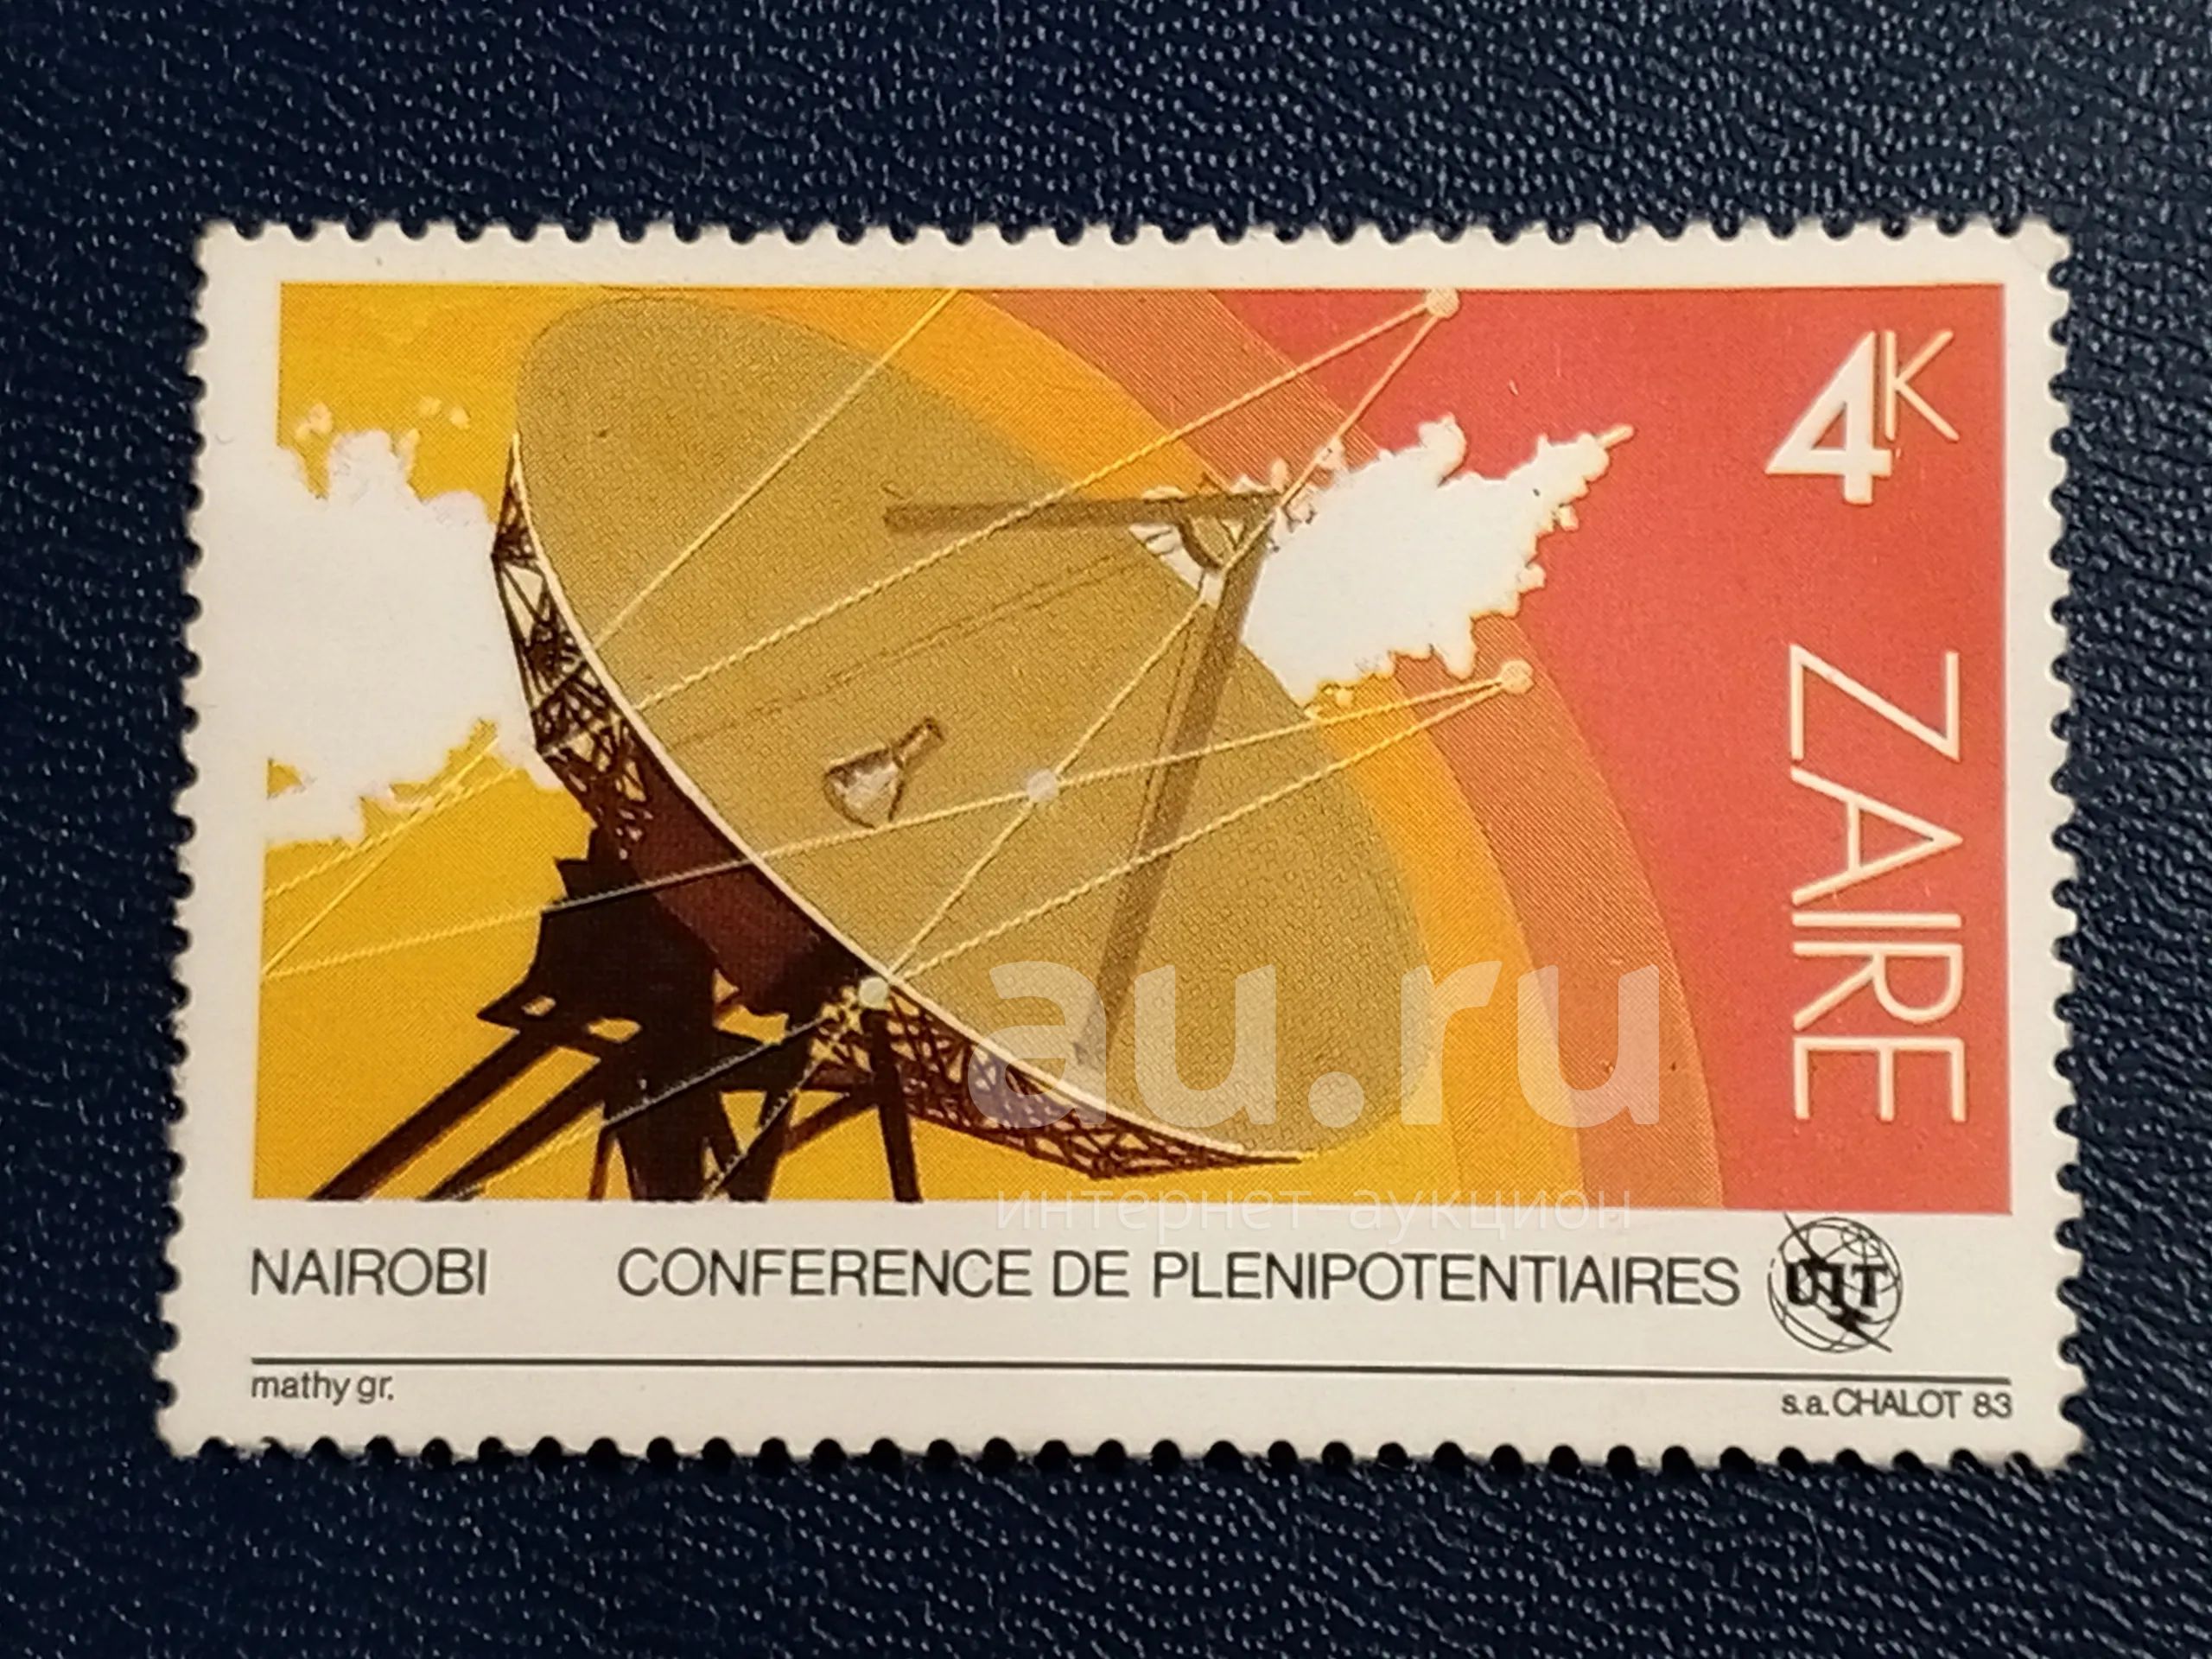 4K
ZAIRE
au.ru
интернет-аукцион
NAIROBI CONFERENCE DE PLENIPOTENTIAIRES UIT
mathy gr. s.a. CHALOT 83